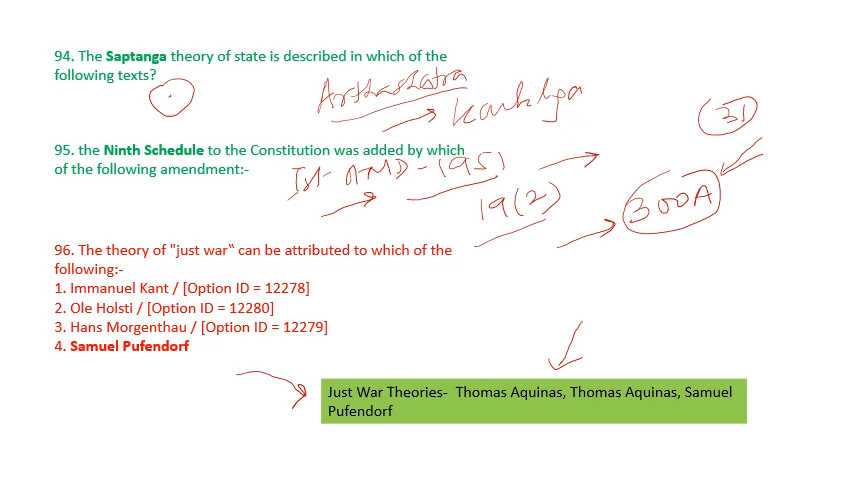 94. The Saptanga theory of state is described in which of the
following texts?
Arthashatra
Kautilya
31
95. the Ninth Schedule to the Constitution was added by which
of the following amendment:-
Ist AMD - 1951
19(2)
300A
96. The theory of "just war‟ can be attributed to which of the
following:-
1. Immanuel Kant / [Option ID = 12278]
2. Ole Holsti / [Option ID = 12280]
3. Hans Morgenthau / [Option ID = 12279]
4. Samuel Pufendorf
Just War Theories-  Thomas Aquinas, Thomas Aquinas, Samuel
Pufendorf